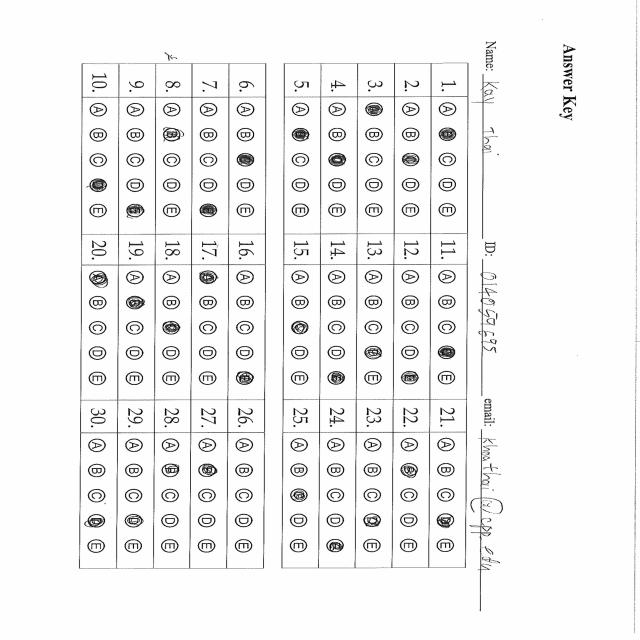 Answer Key
Name: Kay Thai ID: 014059695 email:
1. A B C D E 11. A B C D E 21. A B C D E
2. A B C D E 12. A B C D E 22. A B C D E
3. A B C D E 13. A B C D E 23. A B C D E
4. A B C D E 14. A B C D E 24. A B C D E
5. A B C D E 15. A B C D E 25. A B C D E
6. A B C D E 16. A B C D E 26. A B C D E
7. A B C D E 17. A B C D E 27. A B C D E
8. A B C D E 18. A B C D E 28. A B C D E
9. A B C D E 19. A B C D E 29. A B C D E
10. A B C D E 20. A B C D E 30. A B C D E